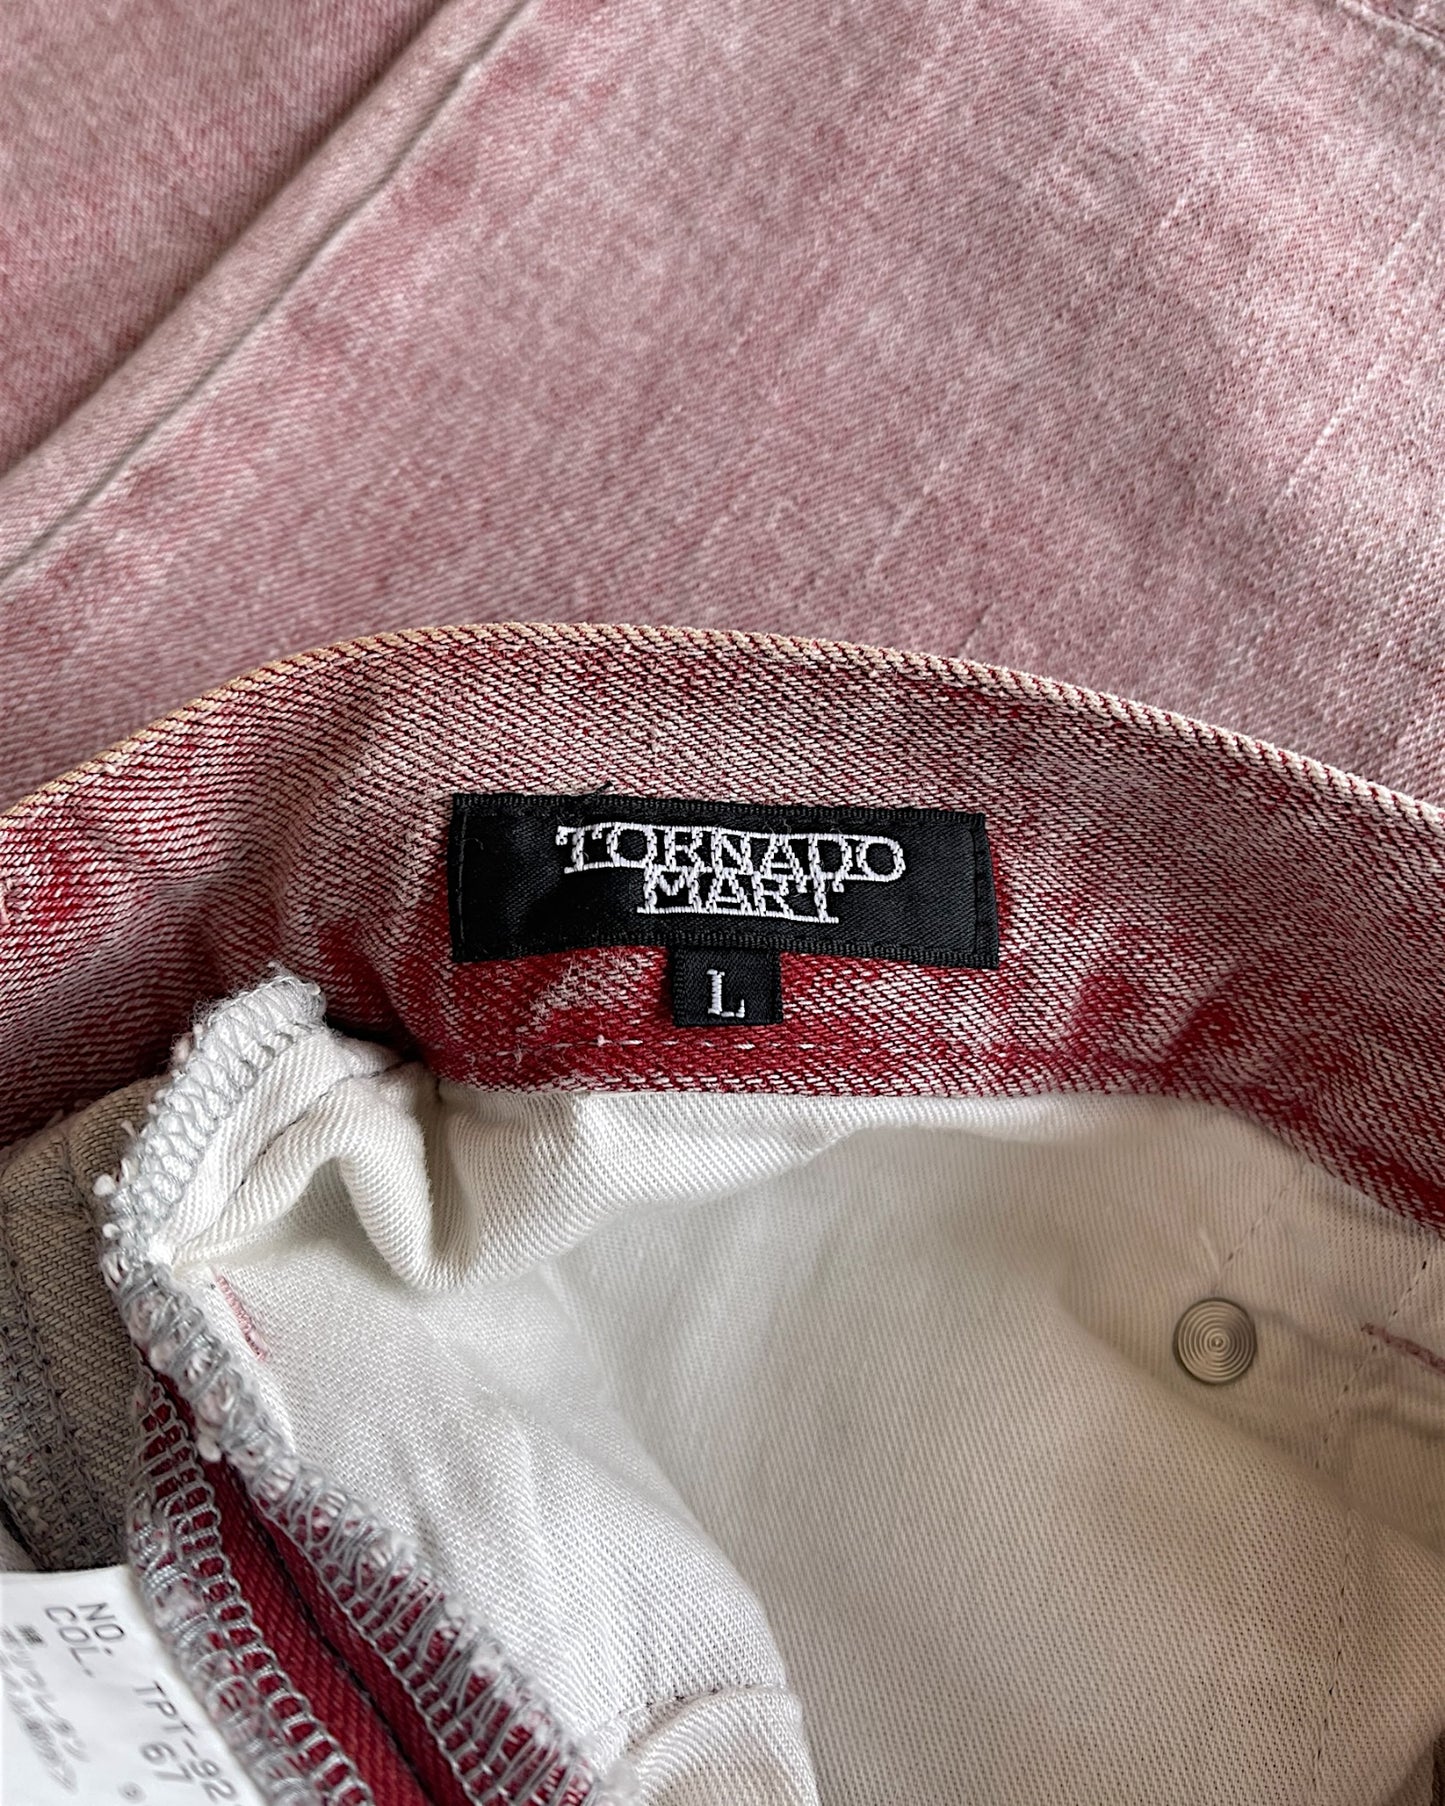 TORNADO
MART
L
NO. TPT-92
COL. 67